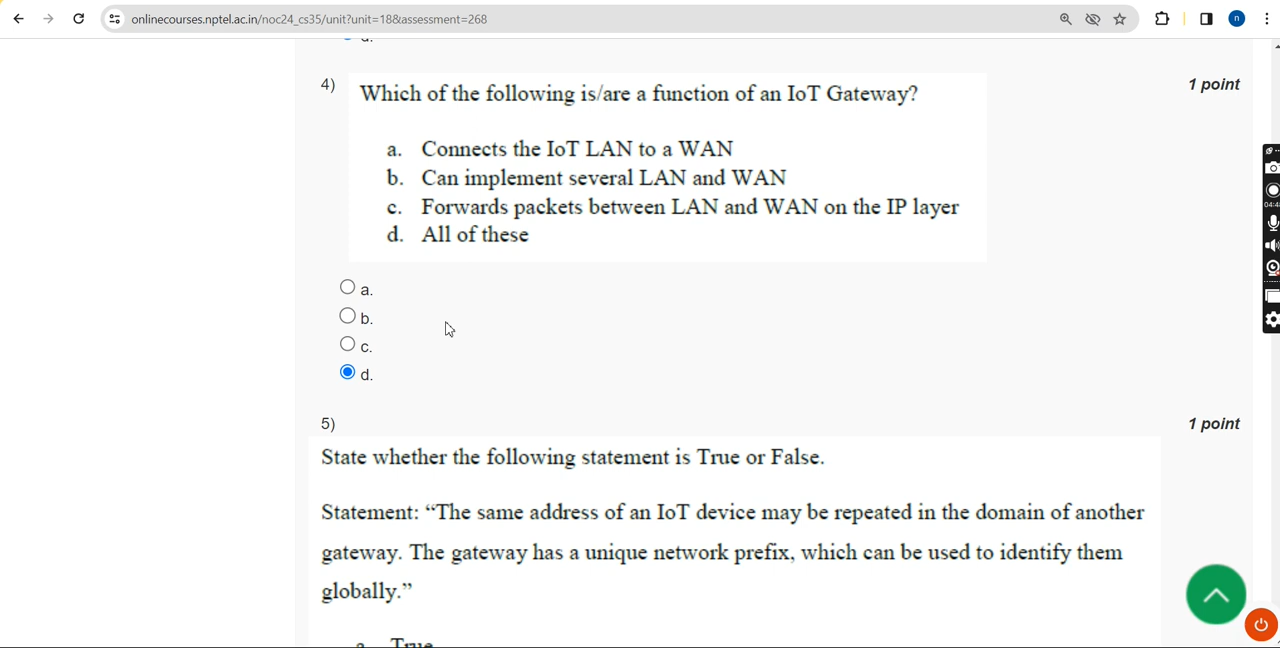 onlinecourses.nptel.ac.in/noc24_cs35/unit?unit=18&assessment=268
n
4)
1 point
Which of the following is/are a function of an IoT Gateway?
a. Connects the IoT LAN to a WAN
b. Can implement several LAN and WAN
c. Forwards packets between LAN and WAN on the IP layer
d. All of these
a.
b.
c.
d.
5)
1 point
State whether the following statement is True or False.
Statement: “The same address of an IoT device may be repeated in the domain of another
gateway. The gateway has a unique network prefix, which can be used to identify them
globally.”
a. True